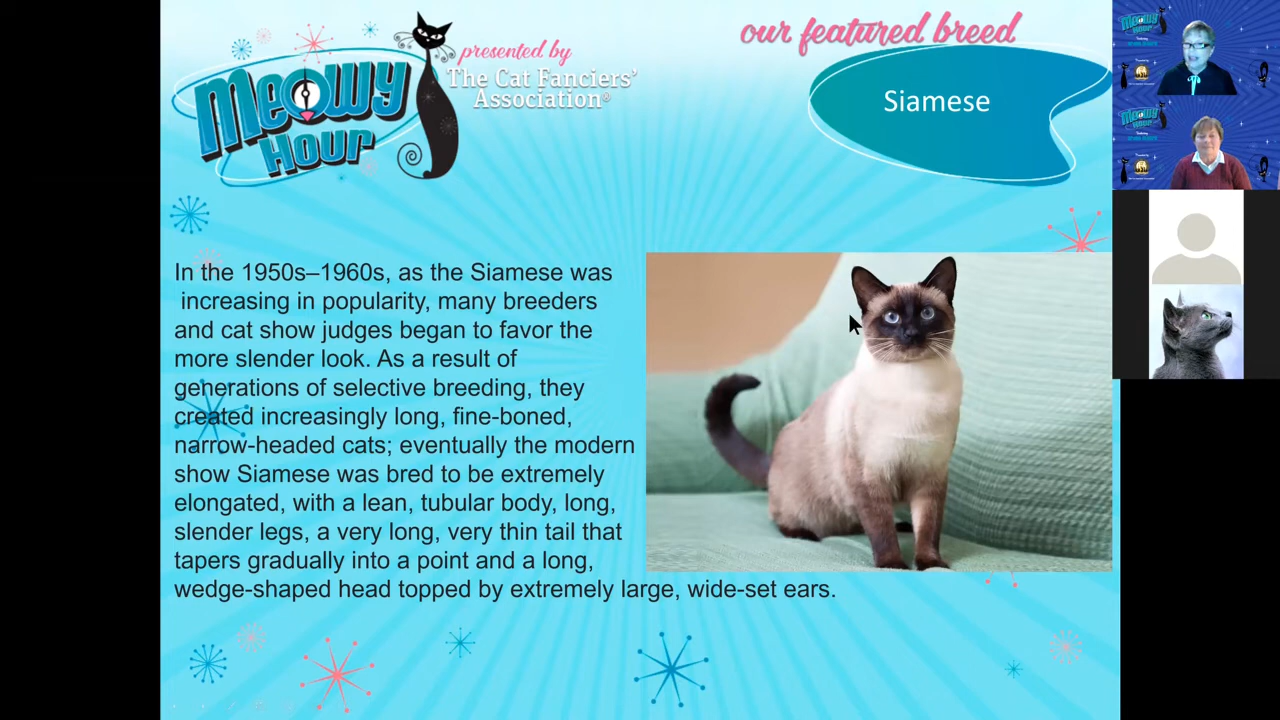 Meowy
Hour
presented by
The Cat Fanciers'
Association®
our featured breed
Siamese
In the 1950s–1960s, as the Siamese was
increasing in popularity, many breeders
and cat show judges began to favor the
more slender look. As a result of
generations of selective breeding, they
created increasingly long, fine-boned,
narrow-headed cats; eventually the modern
show Siamese was bred to be extremely
elongated, with a lean, tubular body, long,
slender legs, a very long, very thin tail that
tapers gradually into a point and a long,
wedge-shaped head topped by extremely large, wide-set ears.